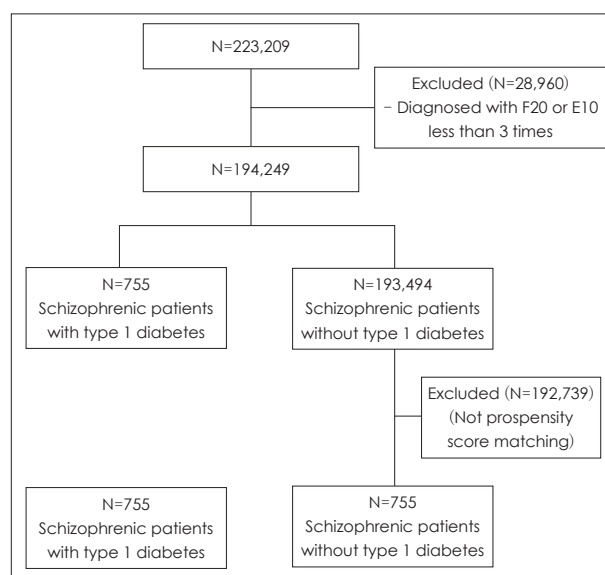 N=223,209
Excluded (N=28,960)
– Diagnosed with F20 or E10
less than 3 times
N=194,249
N=755
Schizophrenic patients
with type 1 diabetes
N=193,494
Schizophrenic patients
without type 1 diabetes
Excluded (N=192,739)
(Not prospensity
score matching)
N=755
Schizophrenic patients
with type 1 diabetes
N=755
Schizophrenic patients
without type 1 diabetes